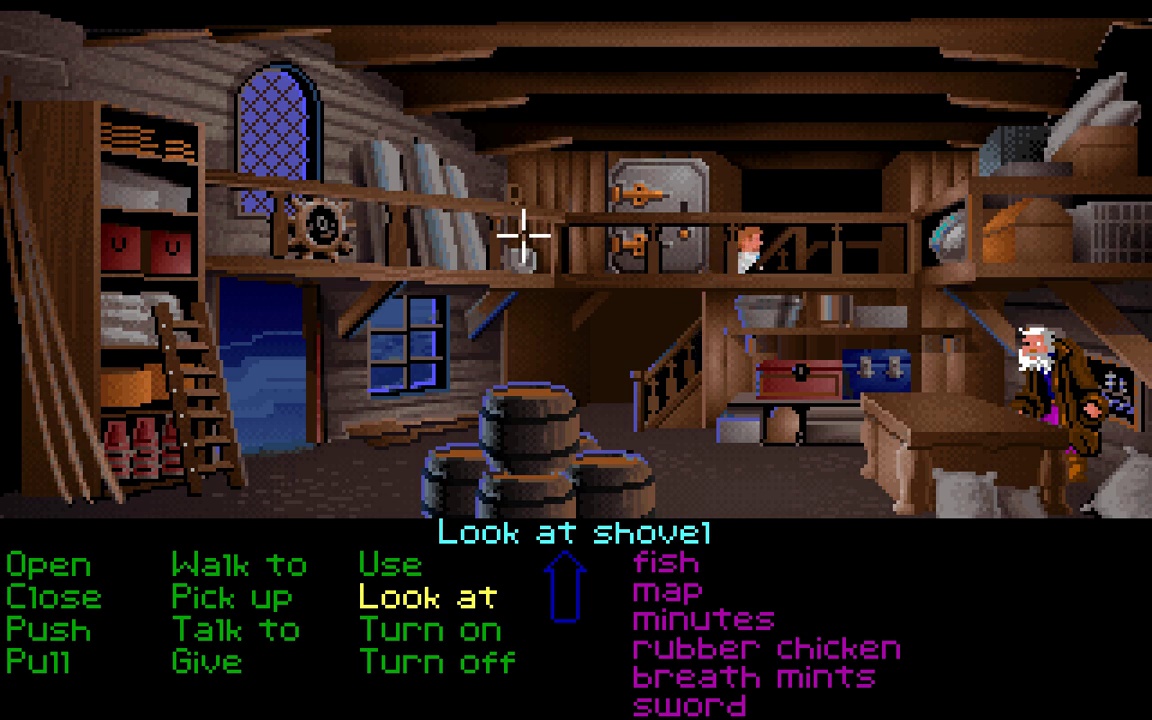 Look at shovel
Open Walk to Use
Close Pick up Look at
Push Talk to Turn on
Pull Give Turn off
fish
map
minutes
rubber chicken
breath mints
sword